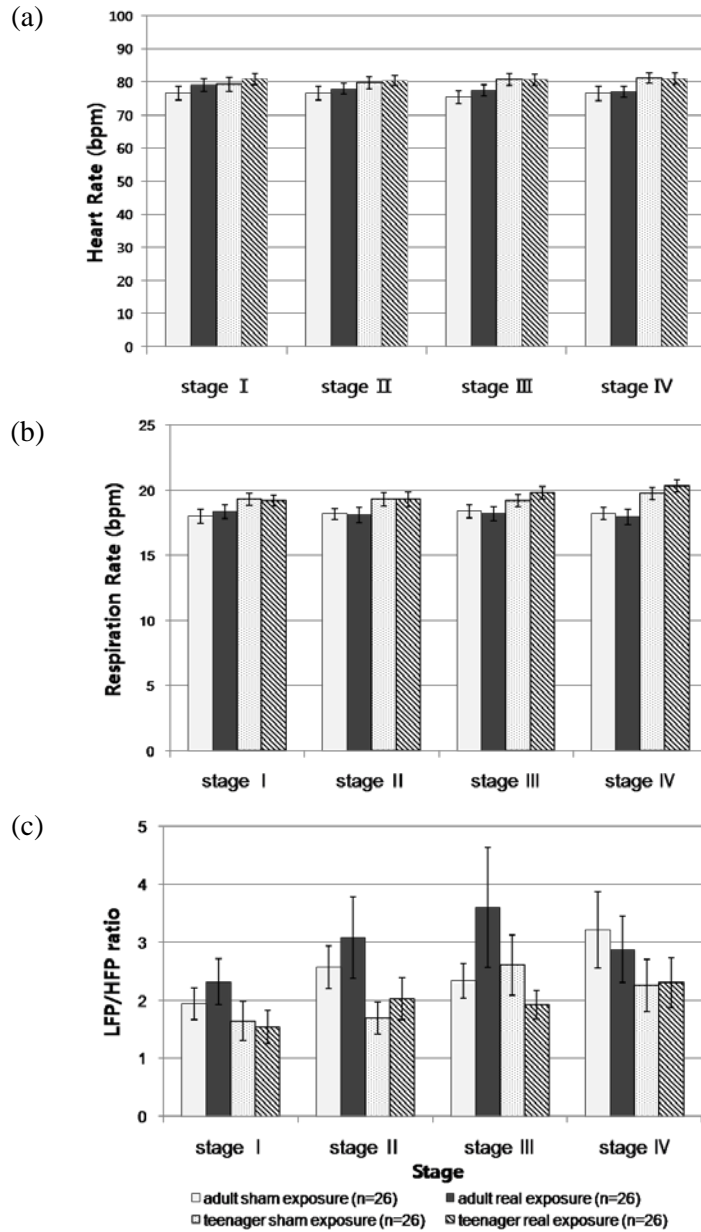 (a)
100
90
80
70
60
50
40
30
20
10
0
Heart Rate (bpm)
stage Ⅰ stage Ⅱ stage Ⅲ stage Ⅳ
(b)
25
20
15
10
5
0
Respiration Rate (bpm)
stage Ⅰ stage Ⅱ stage Ⅲ stage Ⅳ
(c)
5
4
3
2
1
0
LFP/HFP ratio
stage Ⅰ stage Ⅱ stage Ⅲ stage Ⅳ
Stage
adult sham exposure (n=26) adult real exposure (n=26)
teenager sham exposure (n=26) teenager real exposure (n=26)